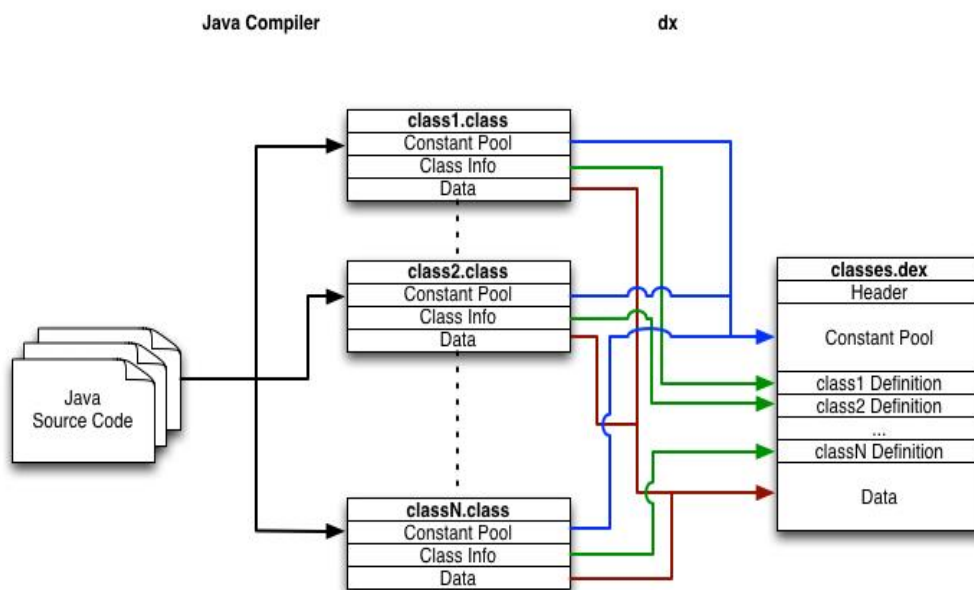 Java Compiler
dx
class1.class
Constant Pool
Class Info
Data
class2.class
Constant Pool
Class Info
Data
classN.class
Constant Pool
Class Info
Data
Java
Source Code
classes.dex
Header
Constant Pool
class1 Definition
class2 Definition
...
classN Definition
Data